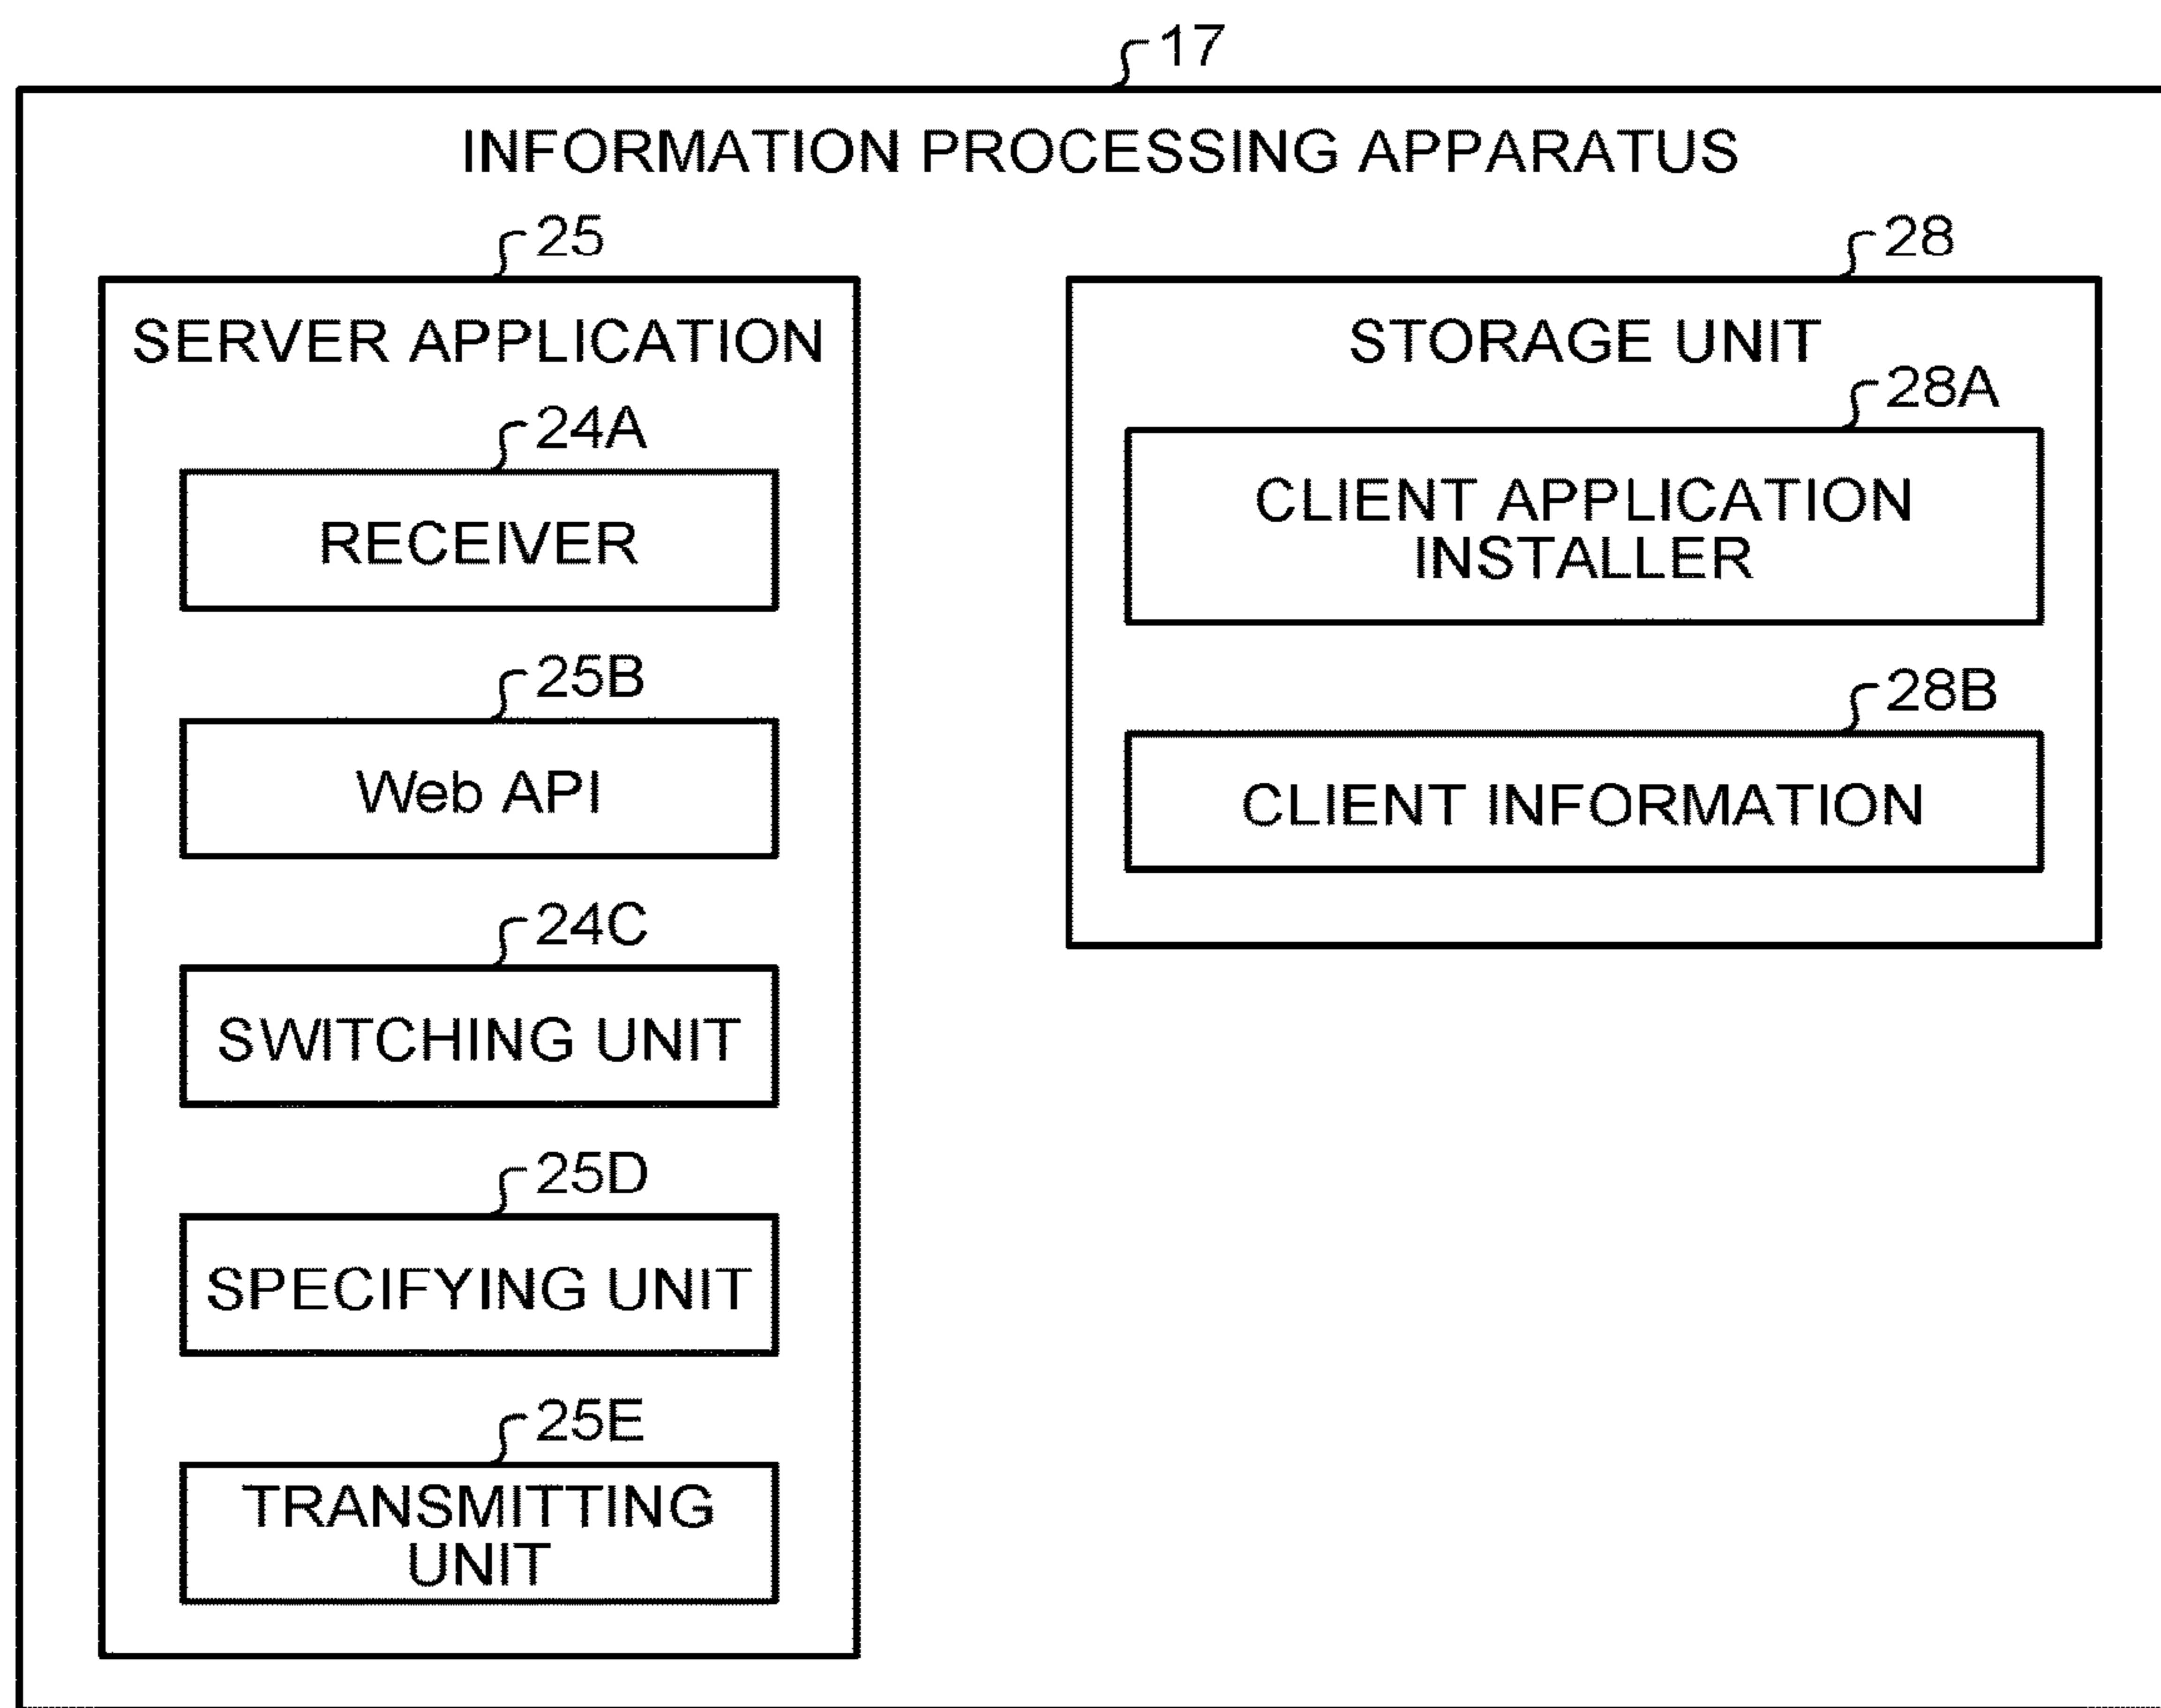 17
INFORMATION PROCESSING APPARATUS
25
SERVER APPLICATION
24A
RECEIVER
25B
Web API
24C
SWITCHING UNIT
25D
SPECIFYING UNIT
25E
TRANSMITTING
UNIT
28
STORAGE UNIT
28A
CLIENT APPLICATION
INSTALLER
28B
CLIENT INFORMATION